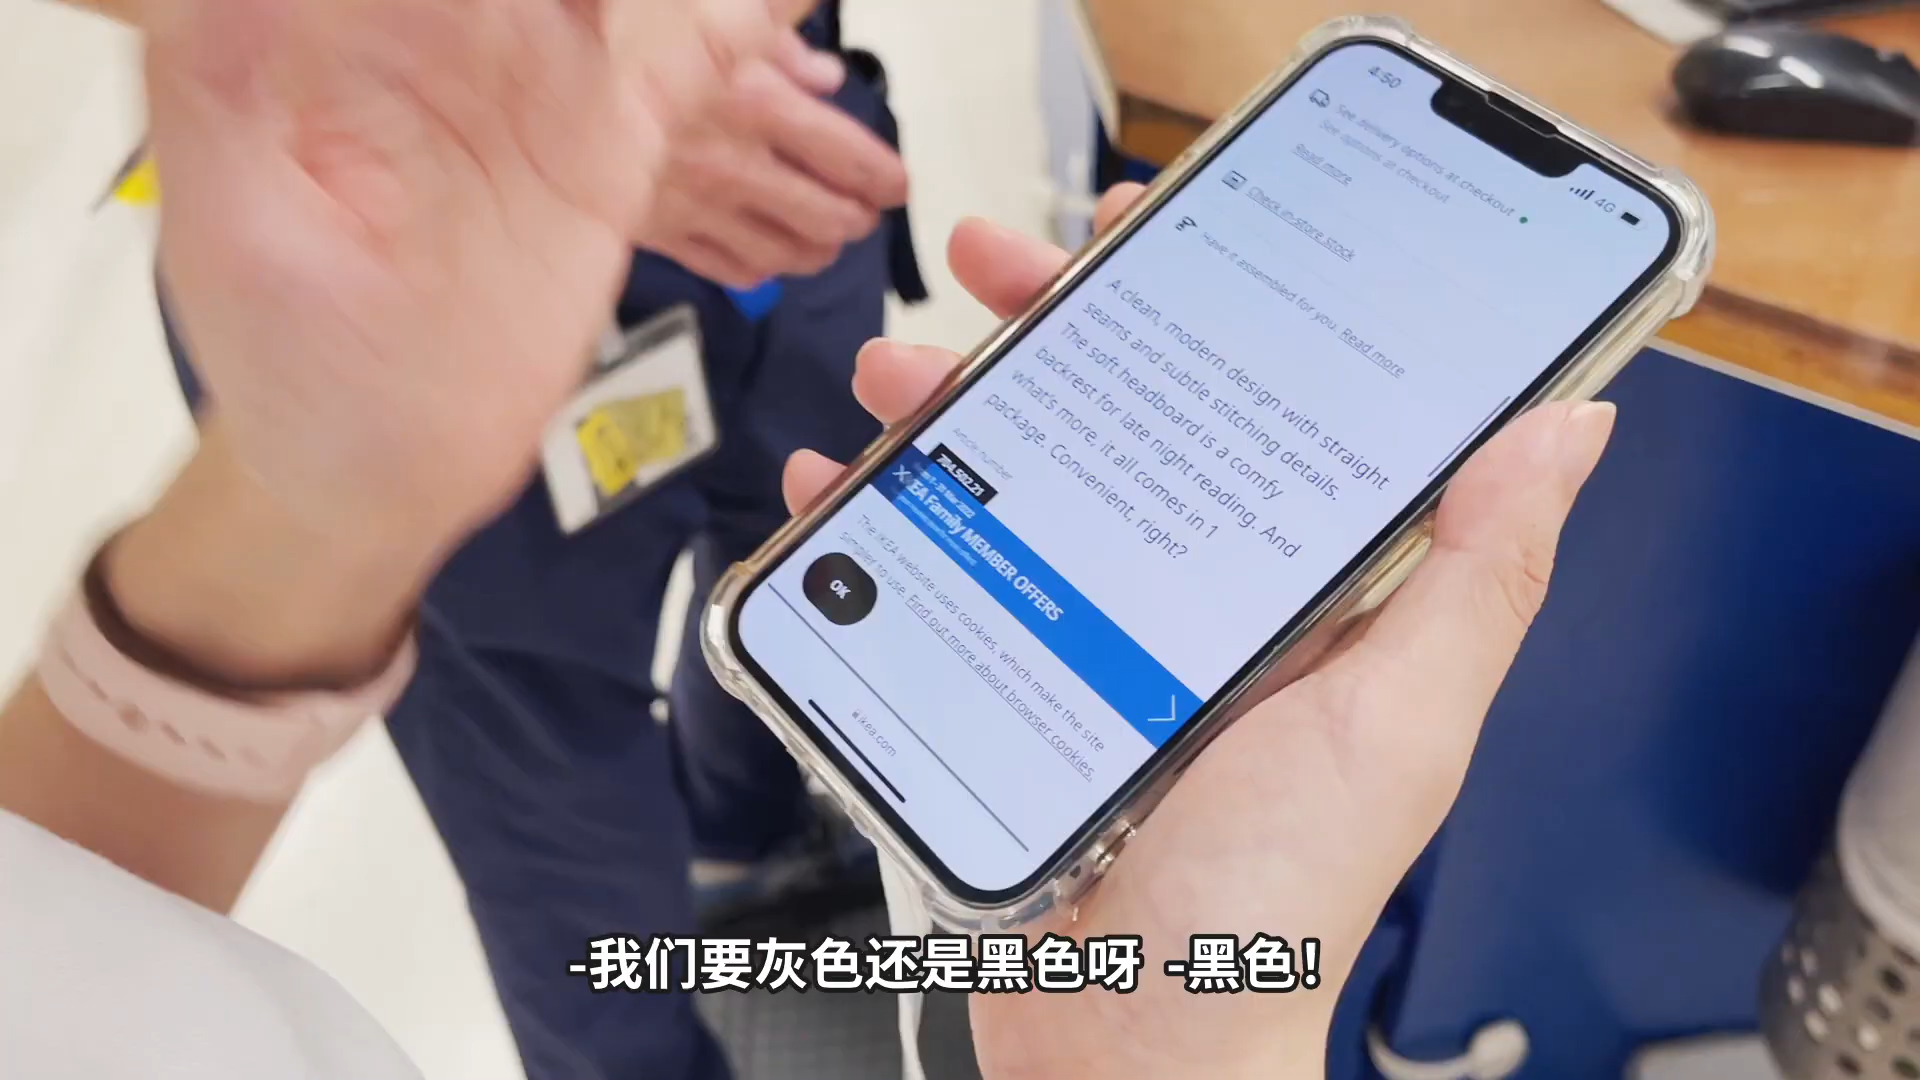 4:50
4G
See delivery options at checkout
See options at checkout
Read more
Check in-store stock
Have it assembled for you. Read more
A clean, modern design with straight
seams and subtle stitching details.
The soft headboard is a comfy
backrest for late night reading. And
what's more, it all comes in 1
package. Convenient, right?
Article number
704.502.21
IKEA Family MEMBER OFFERS
The IKEA website uses cookies, which make the site
simpler to use. Find out more about browser cookies.
OK
ikea.com
-我们要灰色还是黑色呀 -黑色！